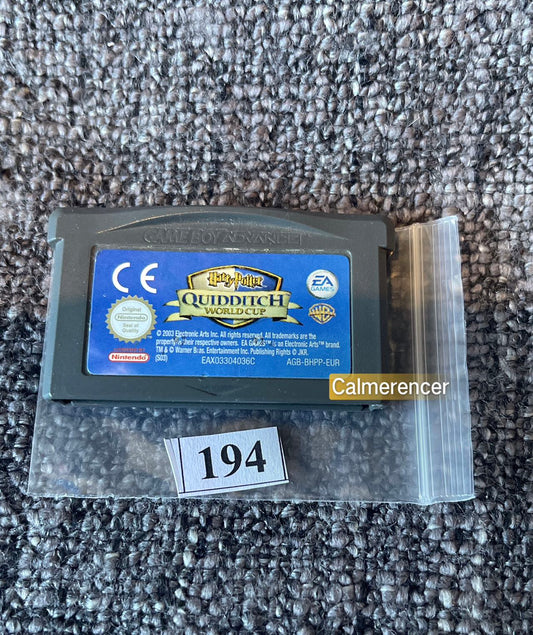 GAME BOY ADVANCE
CE
Harry Potter
QUIDDITCH
WORLD CUP
EA
GAMES
WB
Original
Nintendo
Seal of
Quality
Nintendo
© 2003 Electronic Arts Inc. All rights reserved. All trademarks are the
property of their respective owners. EA GAMES™ is an Electronic Arts™ brand.
TM & © Warner Bros. Entertainment Inc. Publishing Rights © JKR.
(S03)
EAX03304036C
AGB-BHPP-EUR
Calmerencer
194